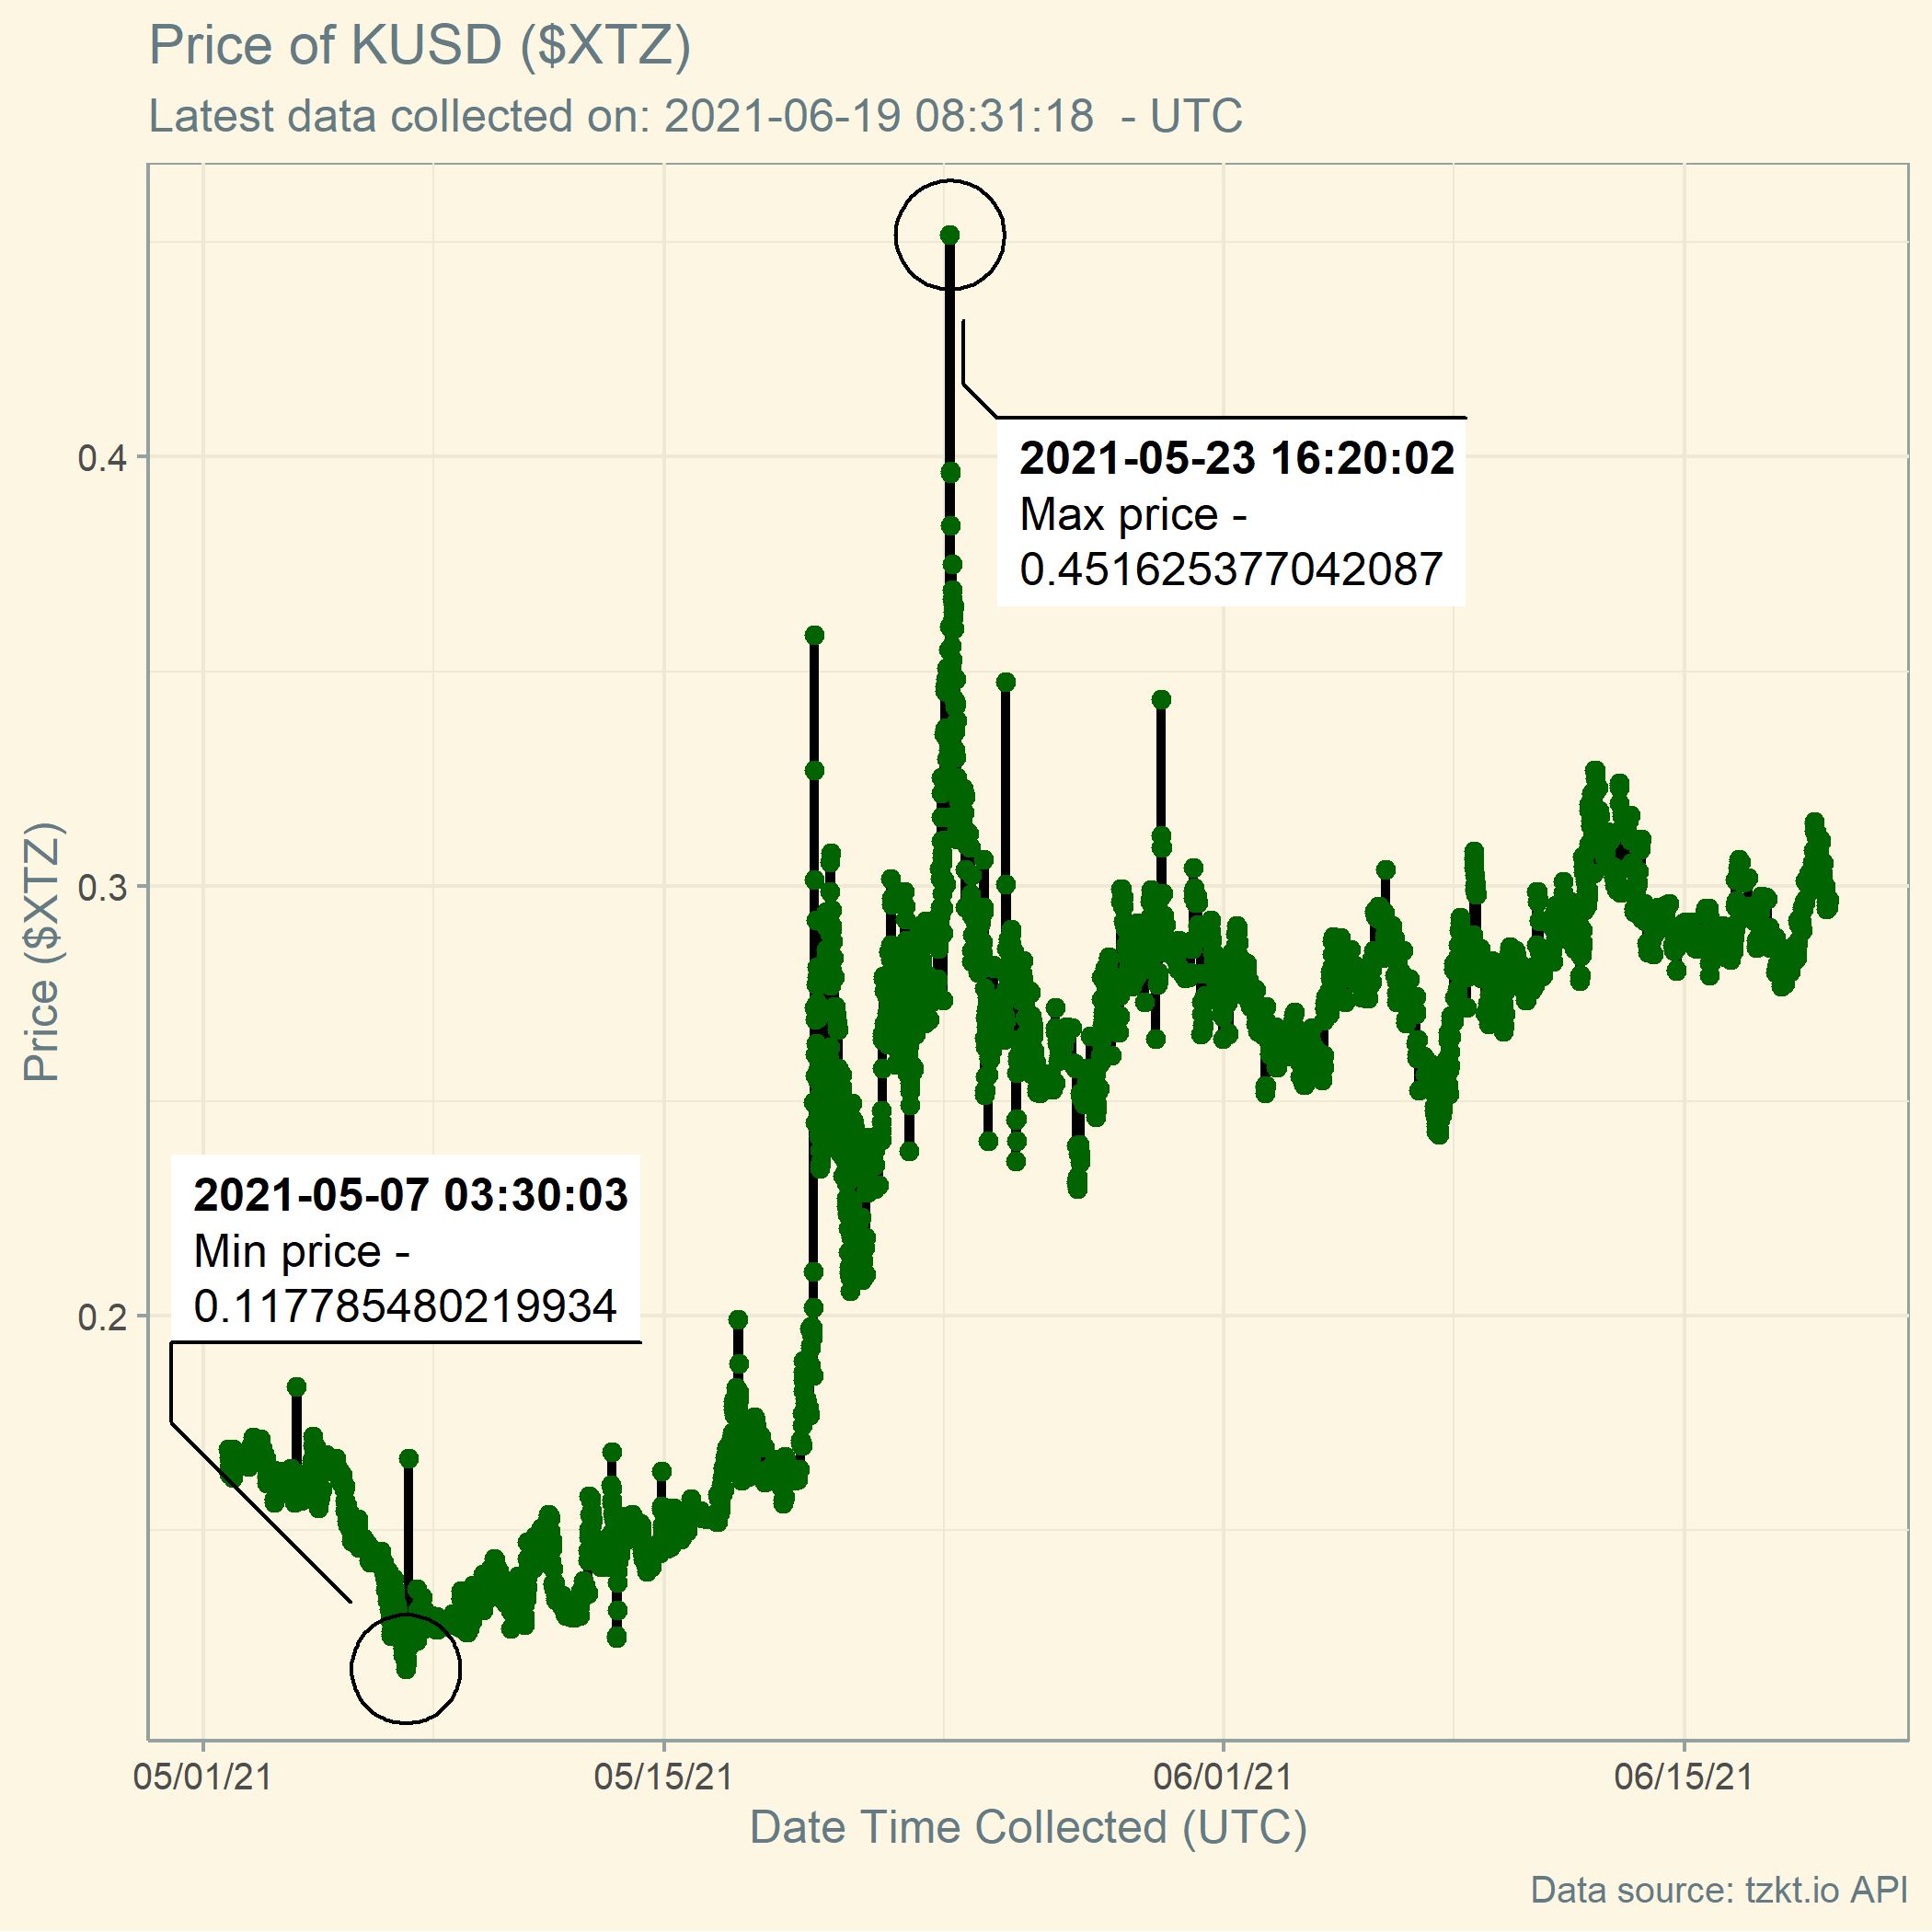 Price of KUSD ($XTZ)
Latest data collected on: 2021-06-19 08:31:18  - UTC
2021-05-23 16:20:02
Max price -
0.451625377042087
2021-05-07 03:30:03
Min price -
0.117785480219934
Price ($XTZ)
0.4
0.3
0.2
05/01/21
05/15/21
06/01/21
06/15/21
Date Time Collected (UTC)
Data source: tzkt.io API